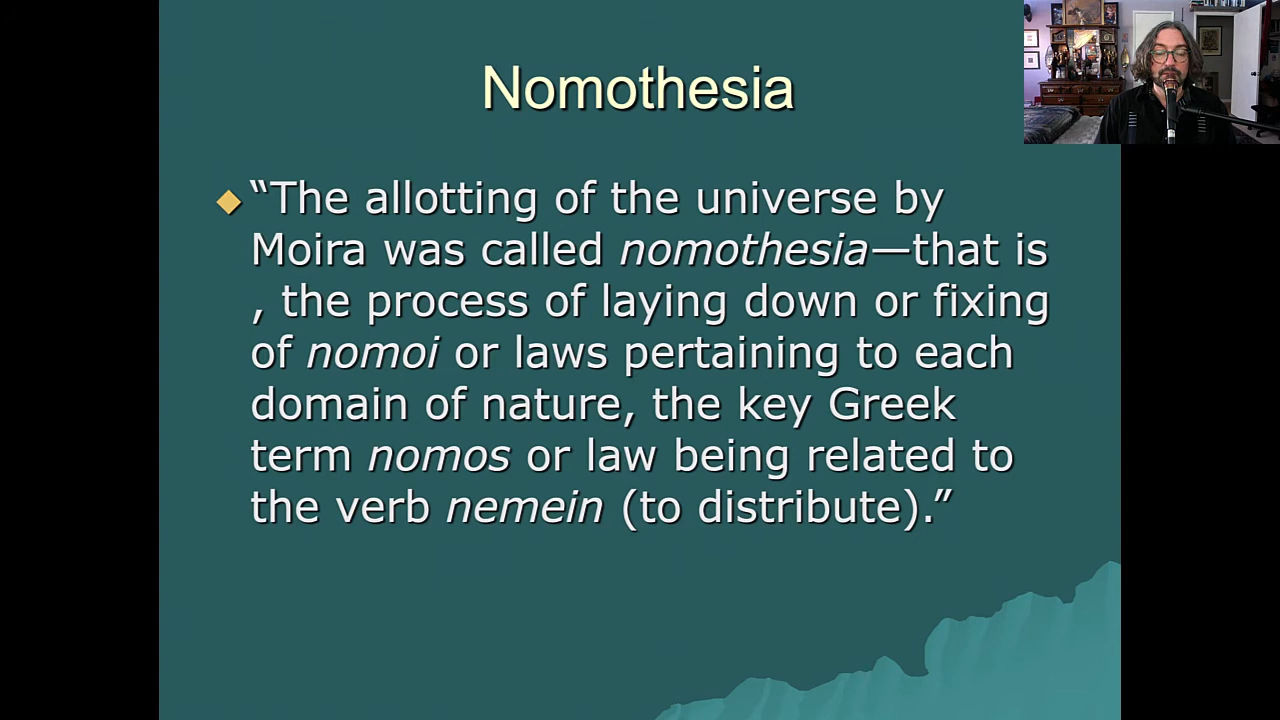 Nomothesia
“The allotting of the universe by
Moira was called nomothesia—that is
, the process of laying down or fixing
of nomoi or laws pertaining to each
domain of nature, the key Greek
term nomos or law being related to
the verb nemein (to distribute).”